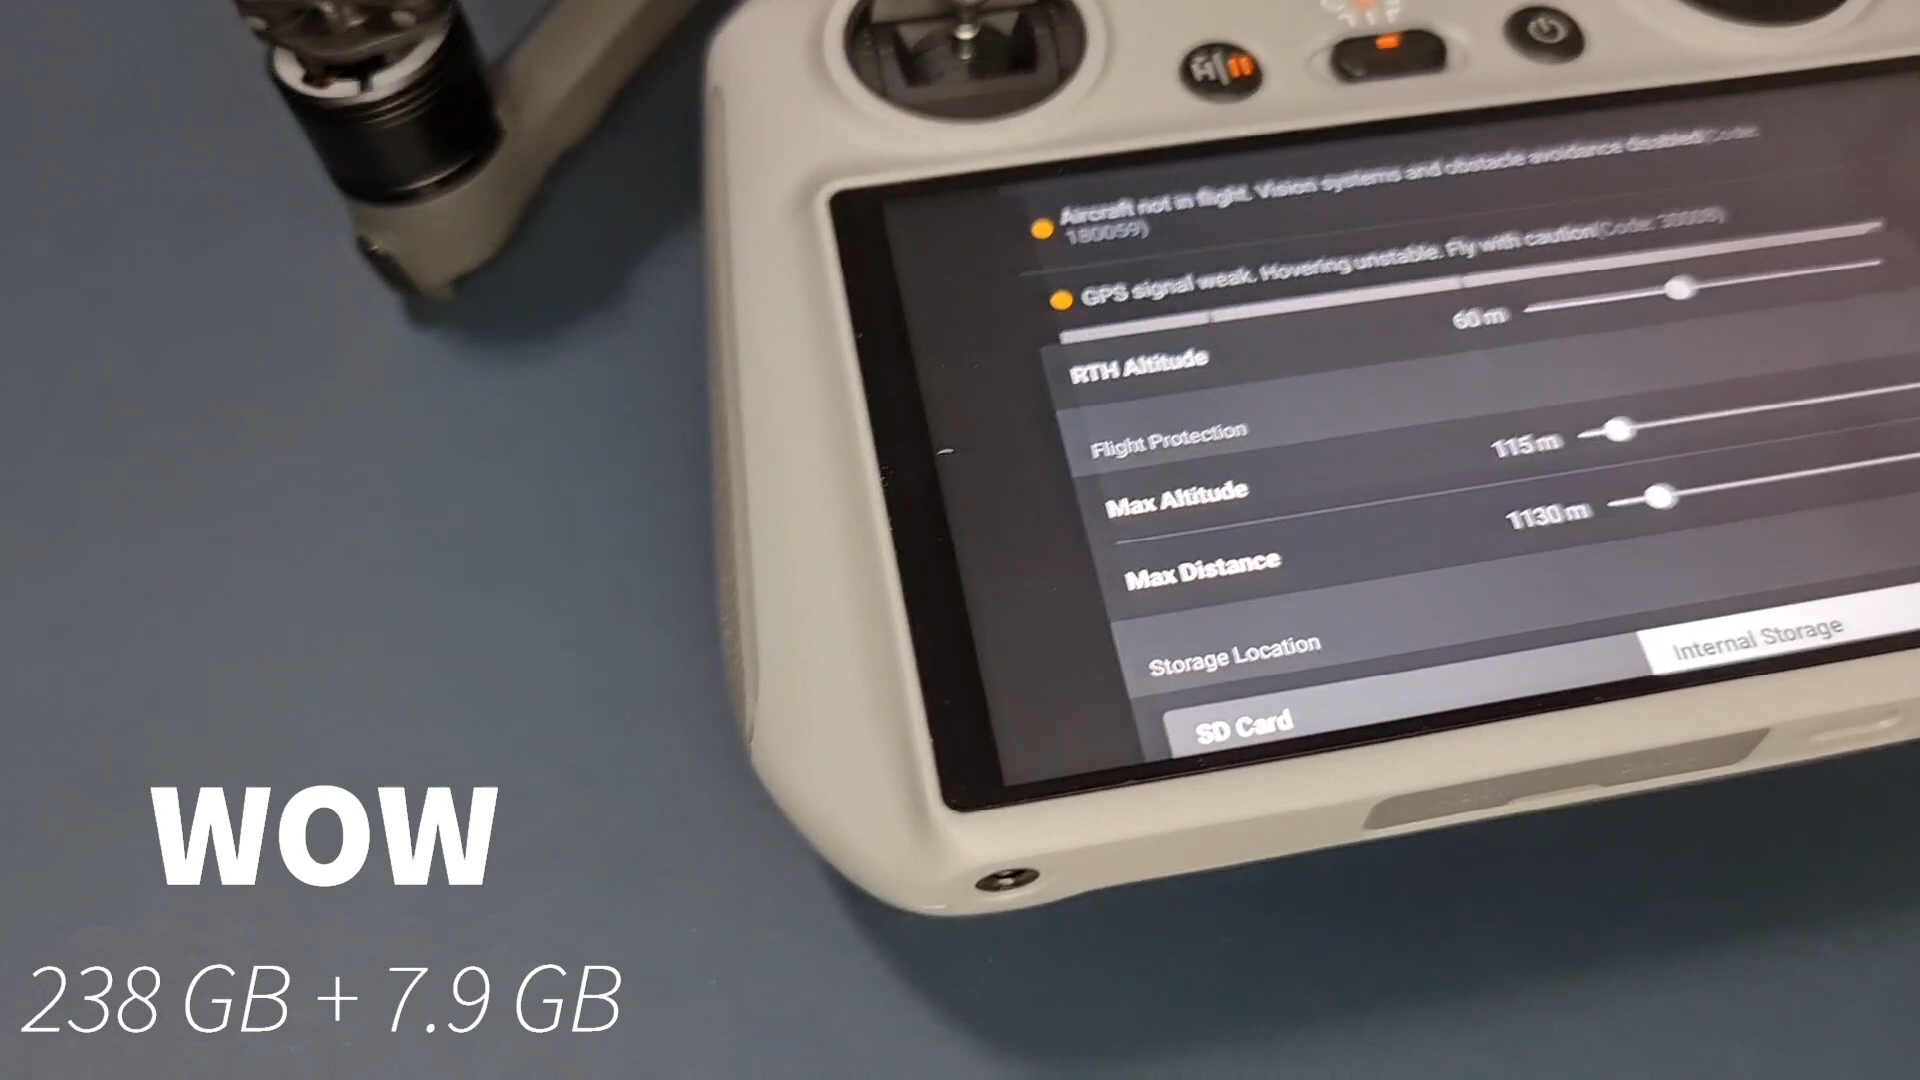 Aircraft not in flight. Vision systems and obstacle avoidance disabled(Code:
180059)
GPS signal weak. Hovering unstable. Fly with caution(Code: 30008)
60 m
RTH Altitude
Flight Protection
115 m
Max Altitude
1130 m
Max Distance
Storage Location
Internal Storage
SD Card
WOW
238 GB + 7.9 GB